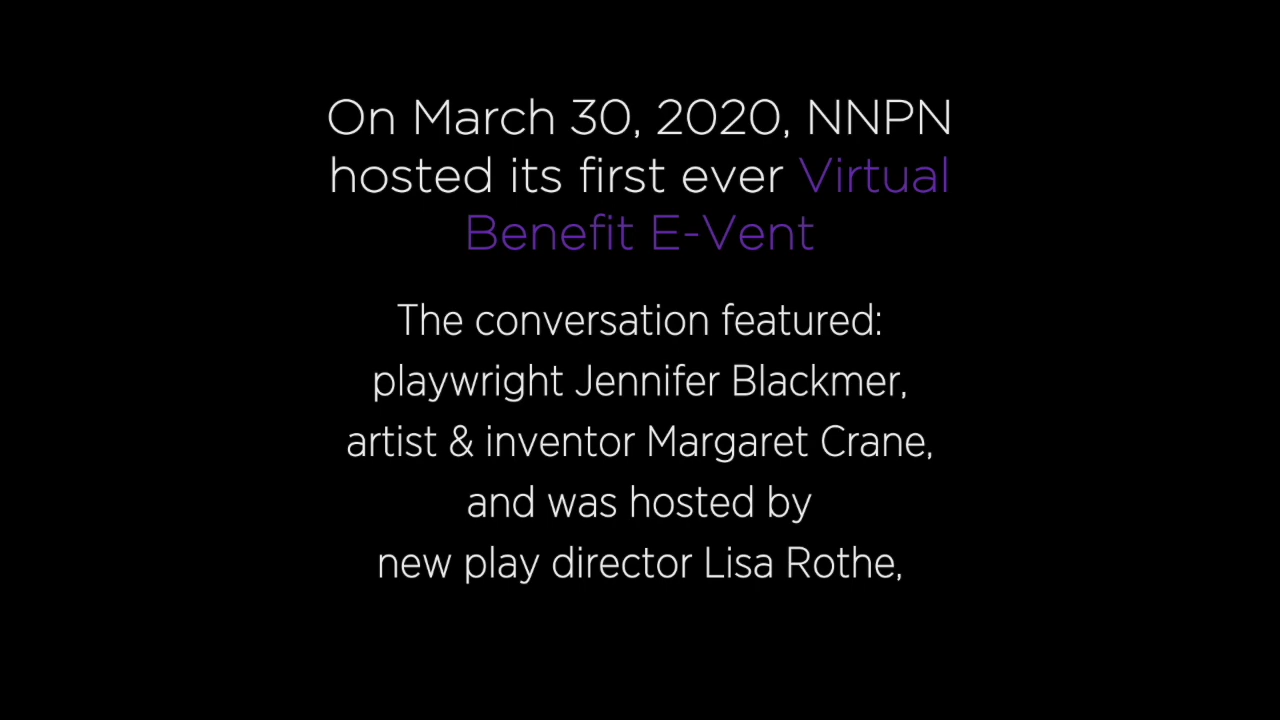 On March 30, 2020, NNPN
hosted its first ever Virtual
Benefit E-Vent
The conversation featured:
playwright Jennifer Blackmer,
artist & inventor Margaret Crane,
and was hosted by
new play director Lisa Rothe,